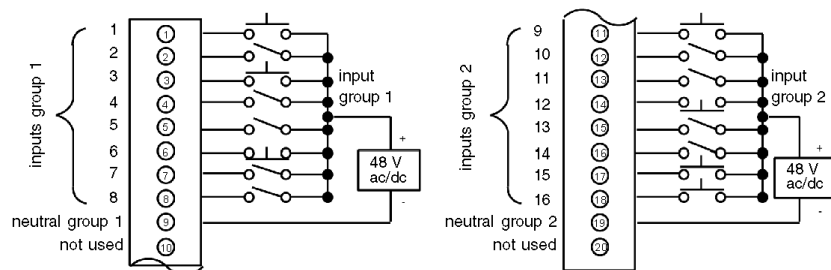 1 ①
2 ②
3 ③
4 ④
5 ⑤
6 ⑥
7 ⑦
8 ⑧
neutral group 1 ⑨
not used ⑩
inputs group 1
input
group 1
+
48 V
ac/dc
-
9 ⑪
10 ⑫
11 ⑬
12 ⑭
13 ⑮
14 ⑯
15 ⑰
16 ⑱
neutral group 2 ⑲
not used ⑳
inputs group 2
input
group 2
+
48 V
ac/dc
-